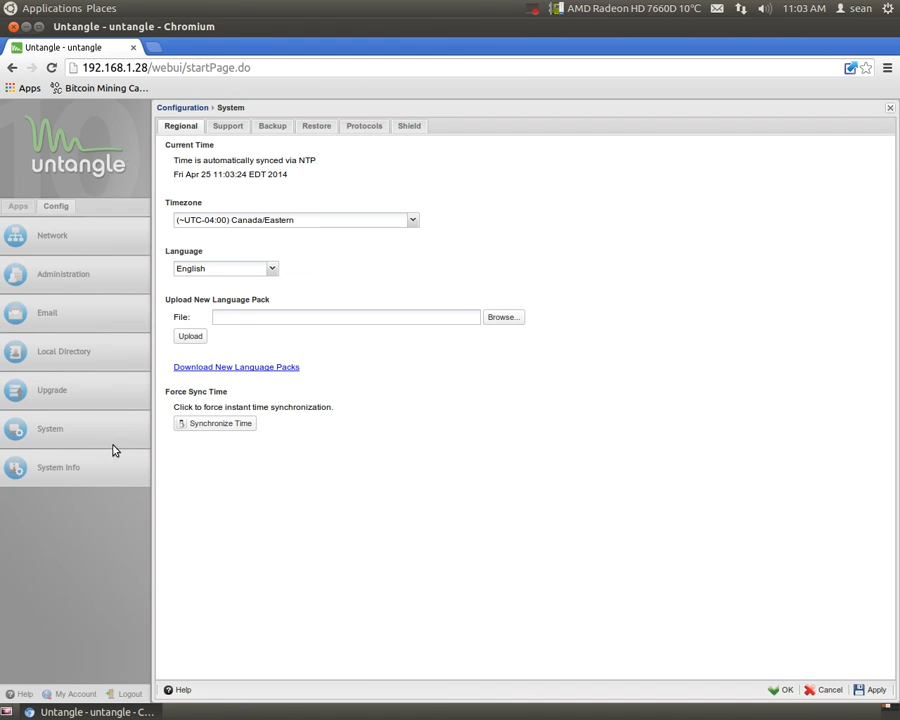 Applications Places
AMD Radeon HD 7660D 10°C
11:03 AM
sean
Untangle - untangle - Chromium
Untangle - untangle
192.168.1.28/webui/startPage.do
Apps
Bitcoin Mining Ca...
10
untangle
Apps
Config
Network
Administration
Email
Local Directory
Upgrade
System
System Info
Help
My Account
Logout
Configuration › System
Regional
Support
Backup
Restore
Protocols
Shield
Current Time
Time is automatically synced via NTP
Fri Apr 25 11:03:24 EDT 2014
Timezone
(~UTC-04:00) Canada/Eastern
Language
English
Upload New Language Pack
File:
Browse...
Upload
Download New Language Packs
Force Sync Time
Click to force instant time synchronization.
Synchronize Time
Help
OK
Cancel
Apply
Untangle - untangle - C...